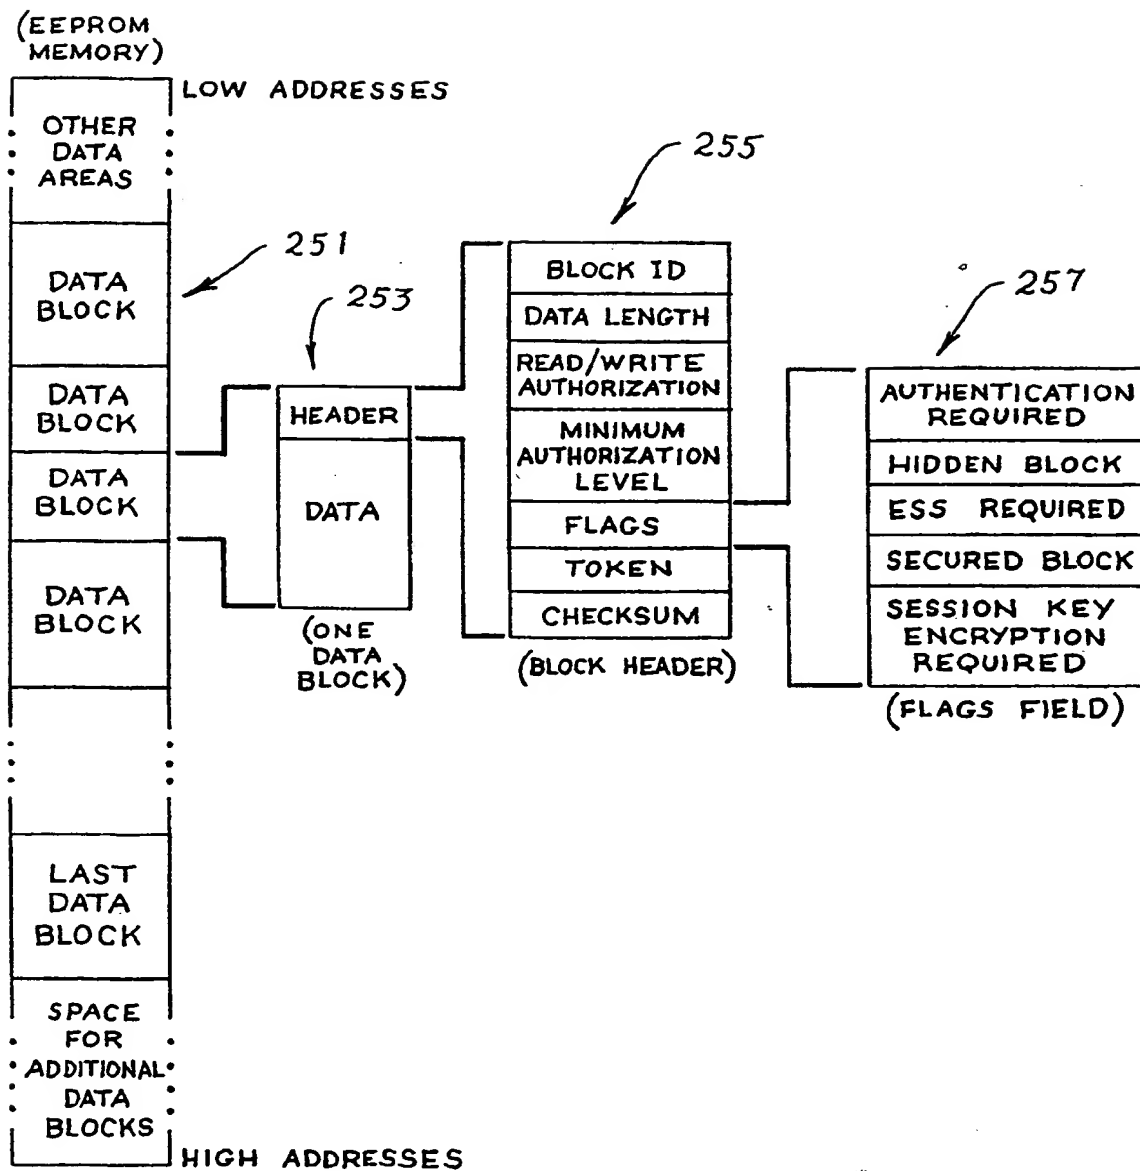 (EEPROM
MEMORY)
LOW ADDRESSES
OTHER
DATA
AREAS
251
DATA
BLOCK
DATA
BLOCK
DATA
BLOCK
DATA
BLOCK
LAST
DATA
BLOCK
SPACE
FOR
ADDITIONAL
DATA
BLOCKS
HIGH ADDRESSES
253
HEADER
DATA
(ONE
DATA
BLOCK)
255
BLOCK ID
DATA LENGTH
READ/WRITE
AUTHORIZATION
MINIMUM
AUTHORIZATION
LEVEL
FLAGS
TOKEN
CHECKSUM
(BLOCK HEADER)
257
AUTHENTICATION
REQUIRED
HIDDEN BLOCK
ESS REQUIRED
SECURED BLOCK
SESSION KEY
ENCRYPTION
REQUIRED
(FLAGS FIELD)